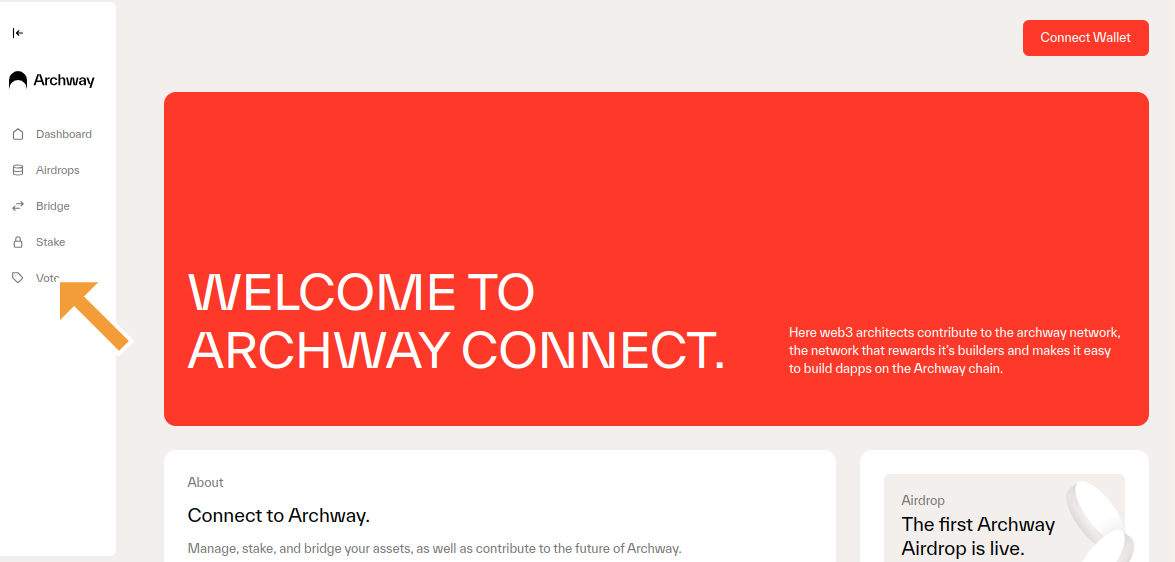 Connect Wallet
Archway
Dashboard
Airdrops
Bridge
Stake
Vote
WELCOME TO
ARCHWAY CONNECT.
Here web3 architects contribute to the archway network,
the network that rewards it's builders and makes it easy
to build dapps on the Archway chain.
About
Connect to Archway.
Manage, stake, and bridge your assets, as well as contribute to the future of Archway.
Airdrop
The first Archway
Airdrop is live.